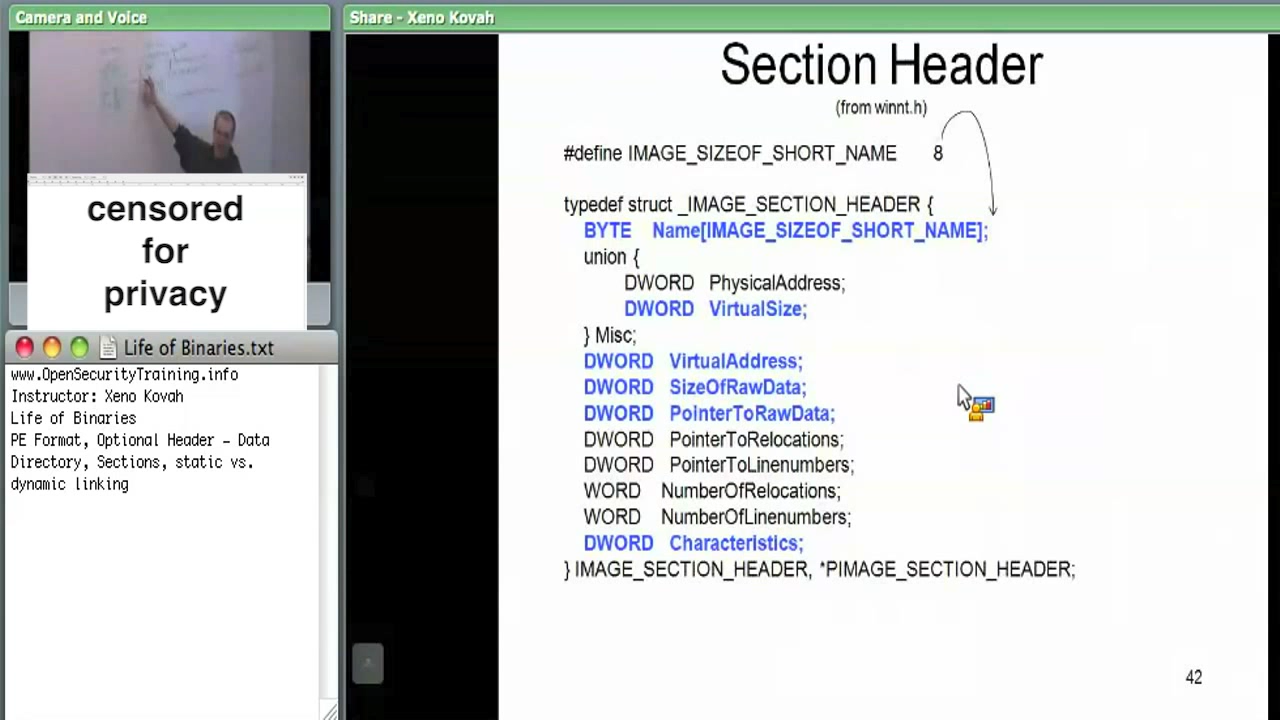 Camera and Voice
censored
for
privacy
Life of Binaries.txt
www.OpenSecurityTraining.info
Instructor: Xeno Kovah
Life of Binaries
PE Format, Optional Header – Data
Directory, Sections, static vs.
dynamic linking
Share - Xeno Kovah
Section Header
(from winnt.h)
#define IMAGE_SIZEOF_SHORT_NAME 8
typedef struct _IMAGE_SECTION_HEADER {
BYTE Name[IMAGE_SIZEOF_SHORT_NAME];
union {
DWORD PhysicalAddress;
DWORD VirtualSize;
} Misc;
DWORD VirtualAddress;
DWORD SizeOfRawData;
DWORD PointerToRawData;
DWORD PointerToRelocations;
DWORD PointerToLinenumbers;
WORD NumberOfRelocations;
WORD NumberOfLinenumbers;
DWORD Characteristics;
} IMAGE_SECTION_HEADER, *PIMAGE_SECTION_HEADER;
42